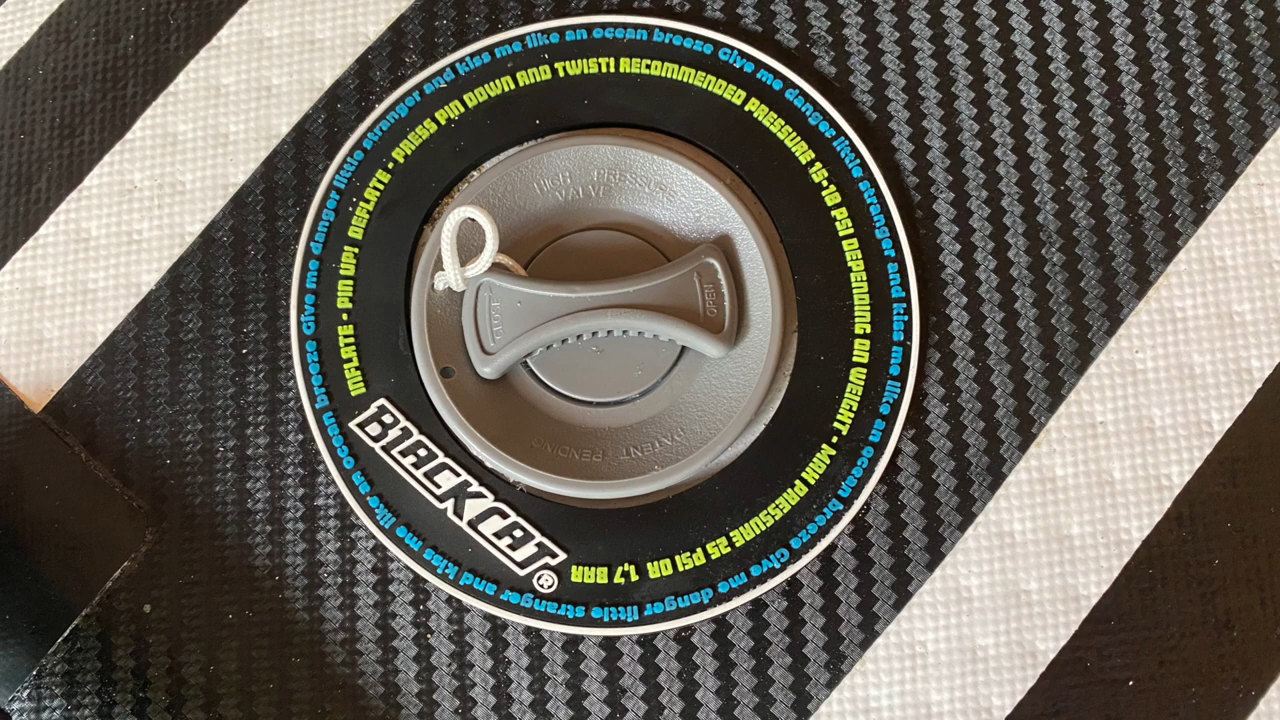 Give me danger little stranger and kiss me like an ocean breeze Give me danger little stranger and kiss me like an ocean breeze Give me danger little stranger and kiss me like an ocean breeze
INFLATE - PIN UP! DEFLATE - PRESS PIN DOWN AND TWIST! RECOMMENDED PRESSURE 15-18 PSI DEPENDING ON WEIGHT - MAX PRESSURE 25 PSI OR 1,7 BAR
HIGH PRESSURE
VALVE
CLOSE
OPEN
PATENT PENDING
BLACK CAT®